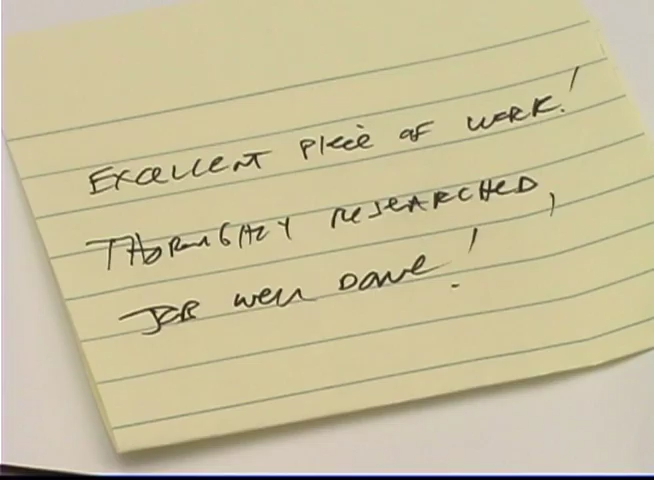 EXCELLENT PIECE OF WORK!
THOROUGHLY RESEARCHED,
JOB WELL DONE!